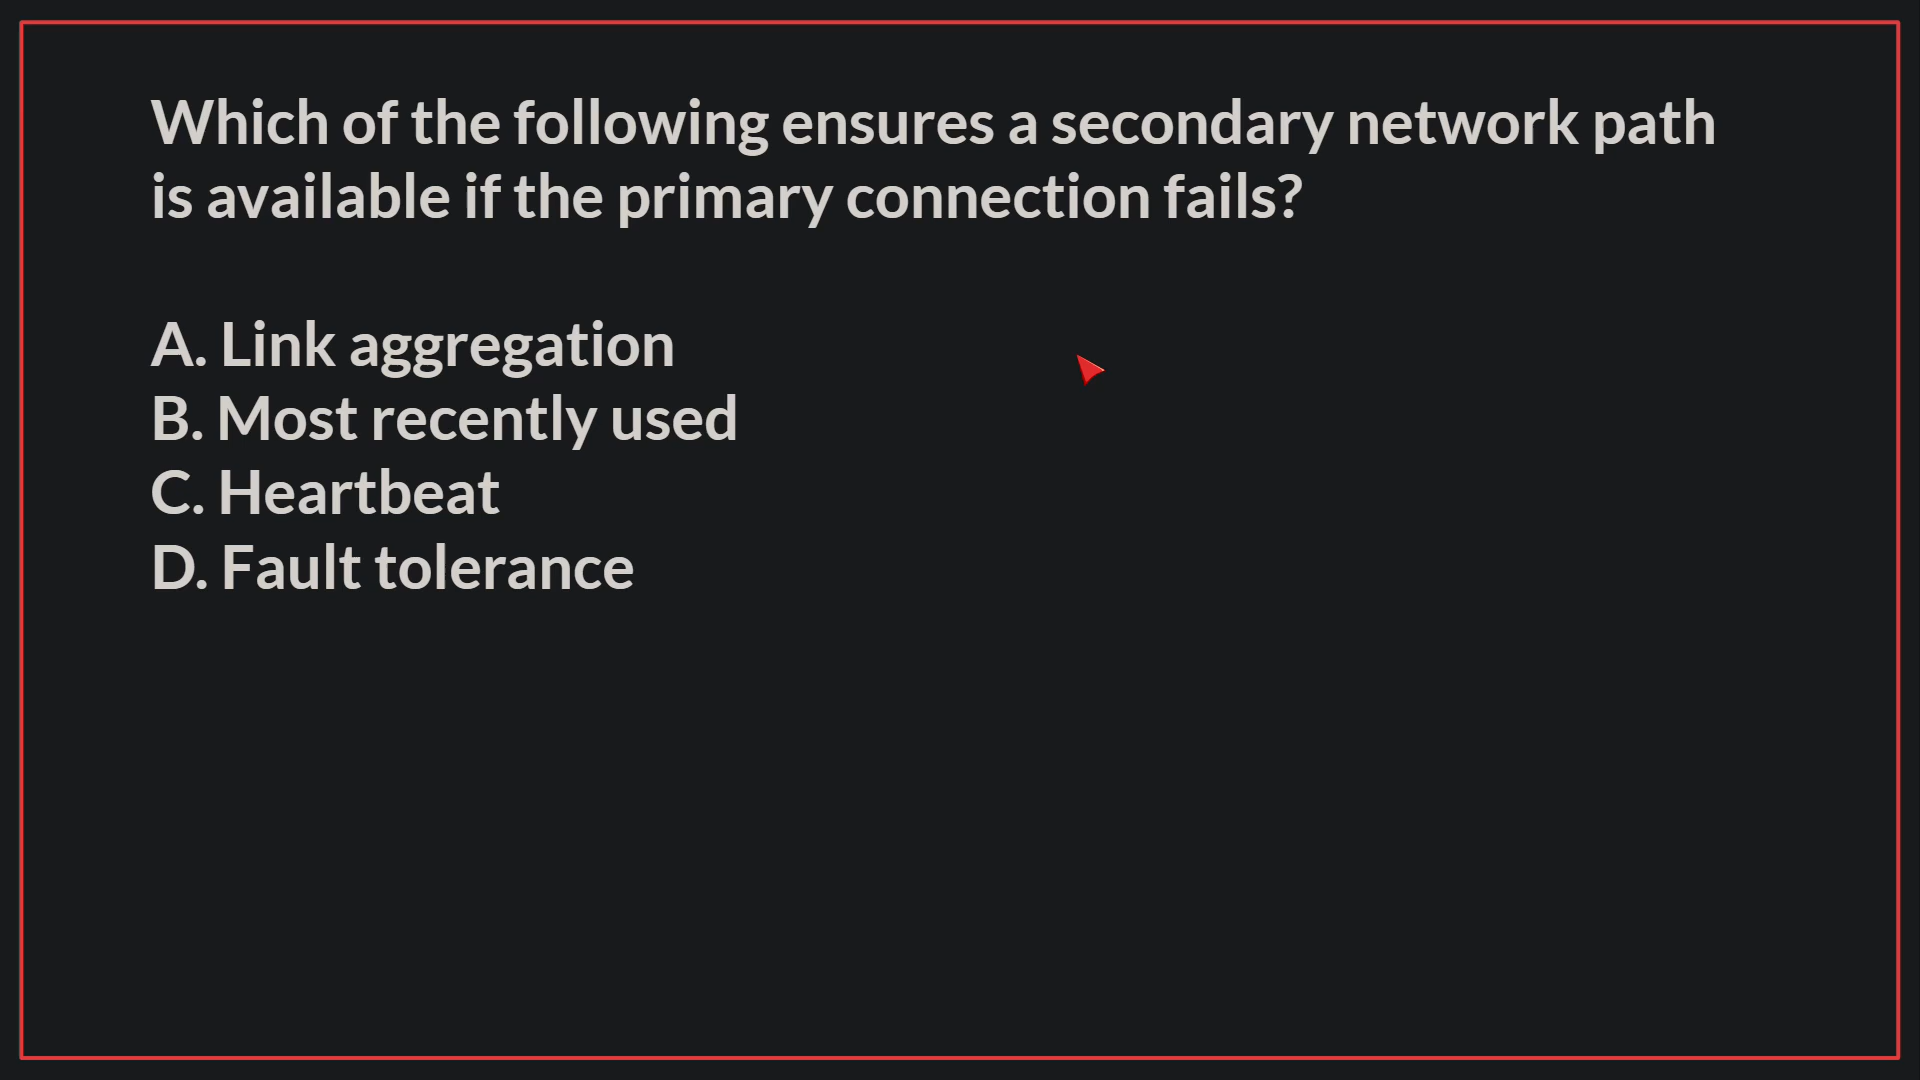 Which of the following ensures a secondary network path
is available if the primary connection fails?
A. Link aggregation
B. Most recently used
C. Heartbeat
D. Fault tolerance